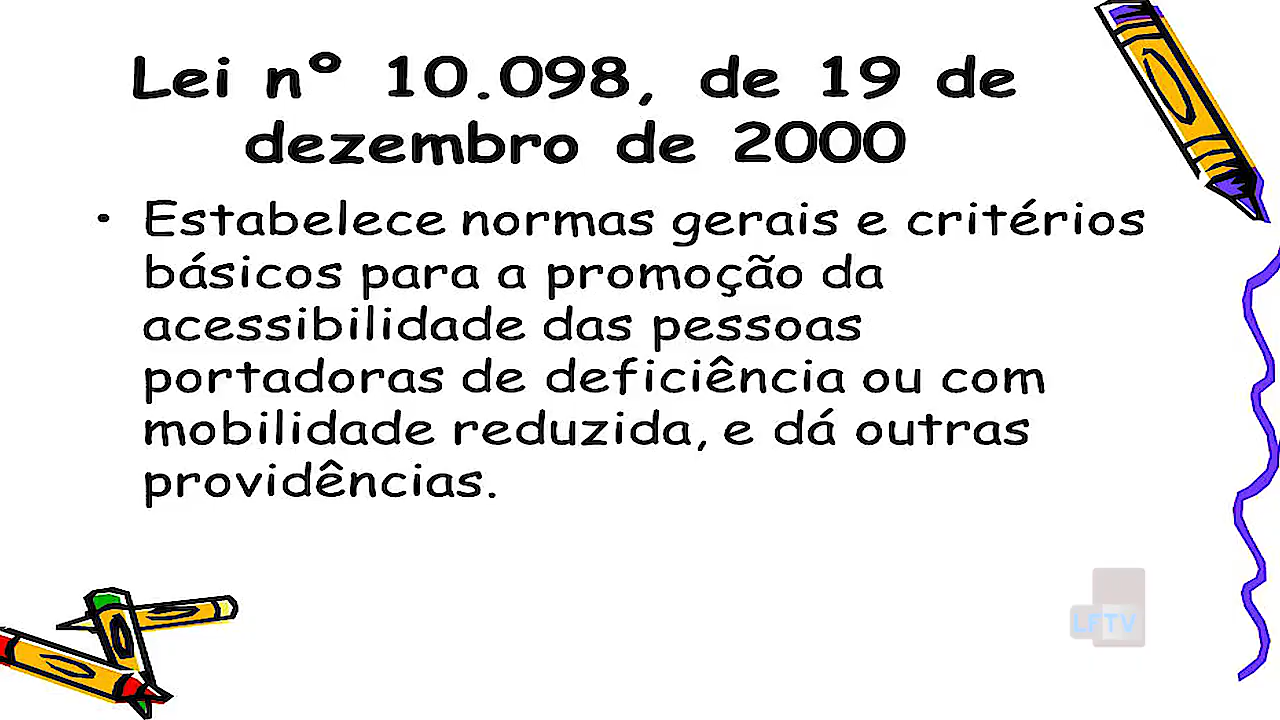 Lei nº 10.098, de 19 de
dezembro de 2000
• Estabelece normas gerais e critérios
básicos para a promoção da
acessibilidade das pessoas
portadoras de deficiência ou com
mobilidade reduzida, e dá outras
providências.
LFTV